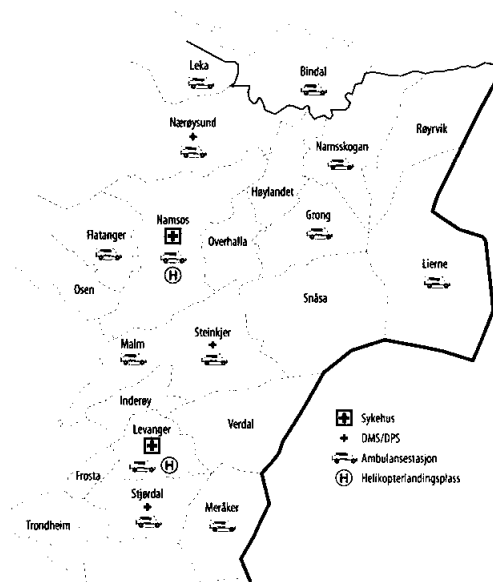 Leka
Bindal
Nærøysund
Røyrvik
Namsskogan
Høylandet
Namsos
Grong
Flatanger
Overhalla
H
Lierne
Osen
Snåsa
Steinkjer
Malm
Inderøy
Levanger
Verdal
H
Frosta
Stjørdal
Meråker
Trondheim
Sykehus
DMS/DPS
Ambulansestasjon
H Helikopterlandingsplass